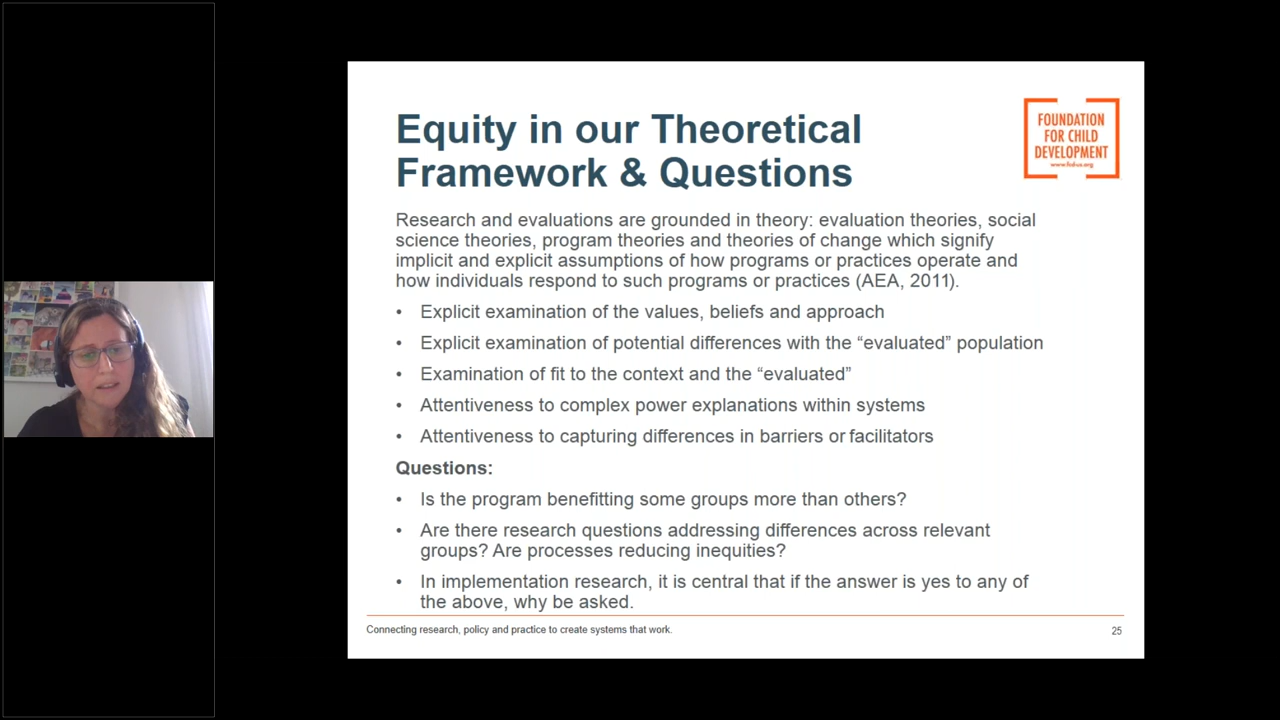 Equity in our Theoretical
Framework & Questions
FOUNDATION
FOR CHILD
DEVELOPMENT
www.fcd-us.org
Research and evaluations are grounded in theory: evaluation theories, social
science theories, program theories and theories of change which signify
implicit and explicit assumptions of how programs or practices operate and
how individuals respond to such programs or practices (AEA, 2011).
• Explicit examination of the values, beliefs and approach
• Explicit examination of potential differences with the “evaluated” population
• Examination of fit to the context and the “evaluated”
• Attentiveness to complex power explanations within systems
• Attentiveness to capturing differences in barriers or facilitators
Questions:
• Is the program benefitting some groups more than others?
• Are there research questions addressing differences across relevant
groups? Are processes reducing inequities?
• In implementation research, it is central that if the answer is yes to any of
the above, why be asked.
Connecting research, policy and practice to create systems that work.
25